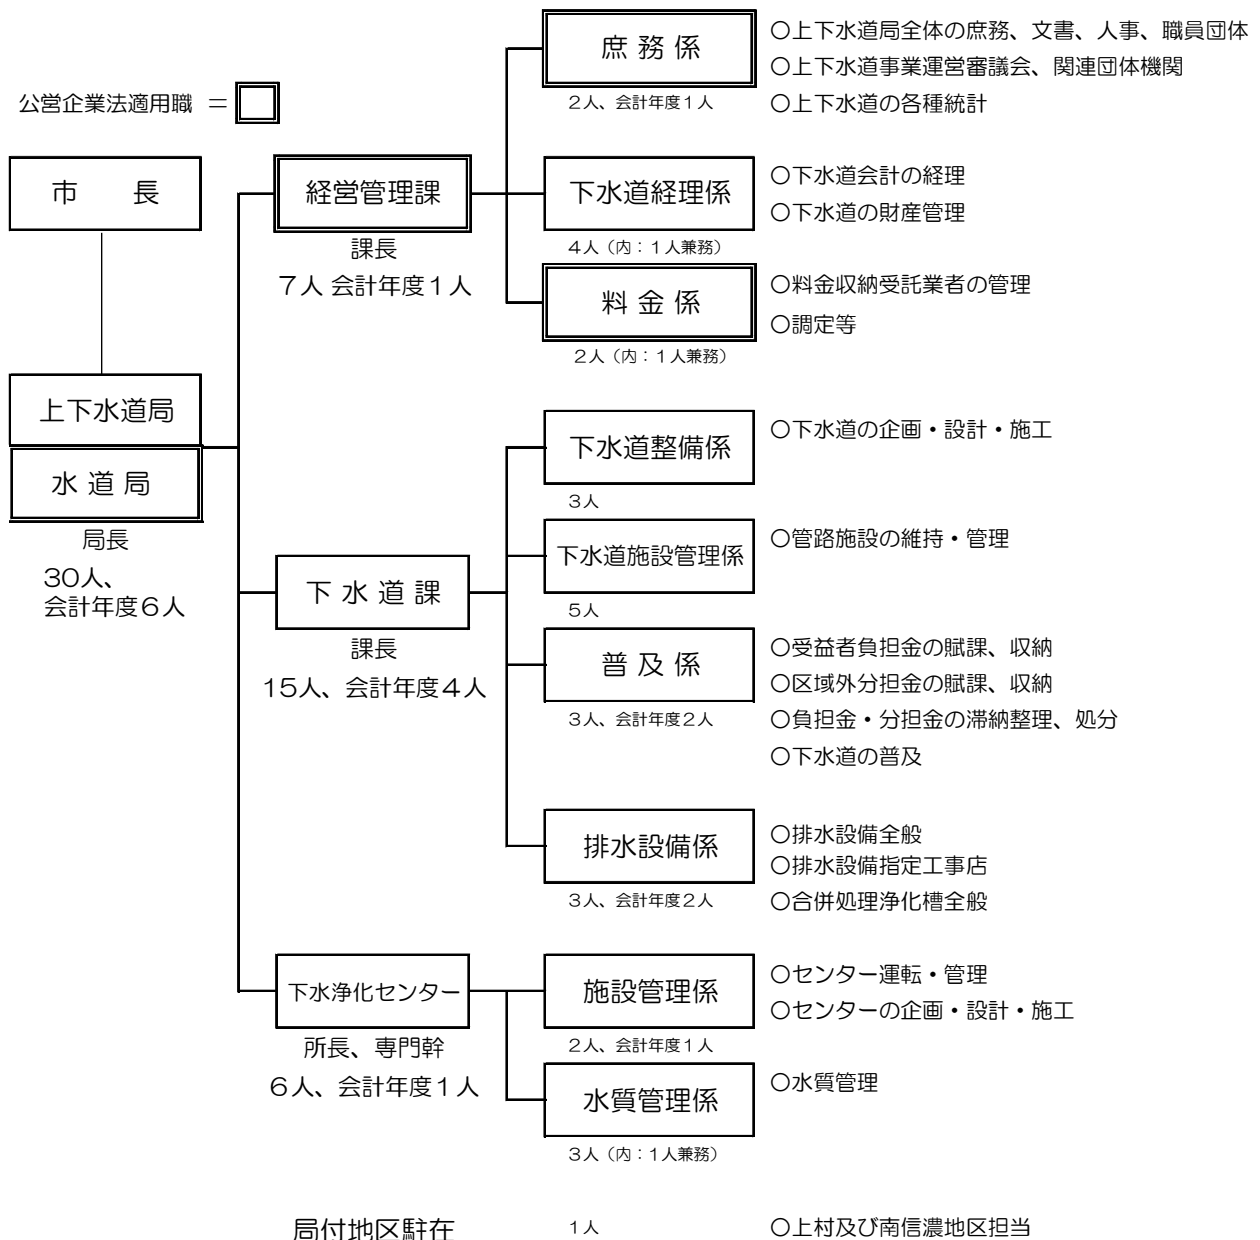 公営企業法適用職 ＝
市　　長
上下水道局
水 道 局
局長
30人、
会計年度６人
経営管理課
課長
７人 会計年度１人
庶 務 係
２人、会計年度１人
○上下水道局全体の庶務、文書、人事、職員団体
○上下水道事業運営審議会、関連団体機関
○上下水道の各種統計
下水道経理係
４人（内：１人兼務）
○下水道会計の経理
○下水道の財産管理
料 金 係
２人（内：１人兼務）
○料金収納受託業者の管理
○調定等
下 水 道 課
課長
15人、会計年度４人
下水道整備係
３人
○下水道の企画・設計・施工
下水道施設管理係
５人
○管路施設の維持・管理
普 及 係
３人、会計年度２人
○受益者負担金の賦課、収納
○区域外分担金の賦課、収納
○負担金・分担金の滞納整理、処分
○下水道の普及
排水設備係
３人、会計年度２人
○排水設備全般
○排水設備指定工事店
○合併処理浄化槽全般
下水浄化センター
所長、専門幹
６人、会計年度１人
施設管理係
２人、会計年度１人
○センター運転・管理
○センターの企画・設計・施工
水質管理係
３人（内：１人兼務）
○水質管理
局付地区駐在
１人
○上村及び南信濃地区担当